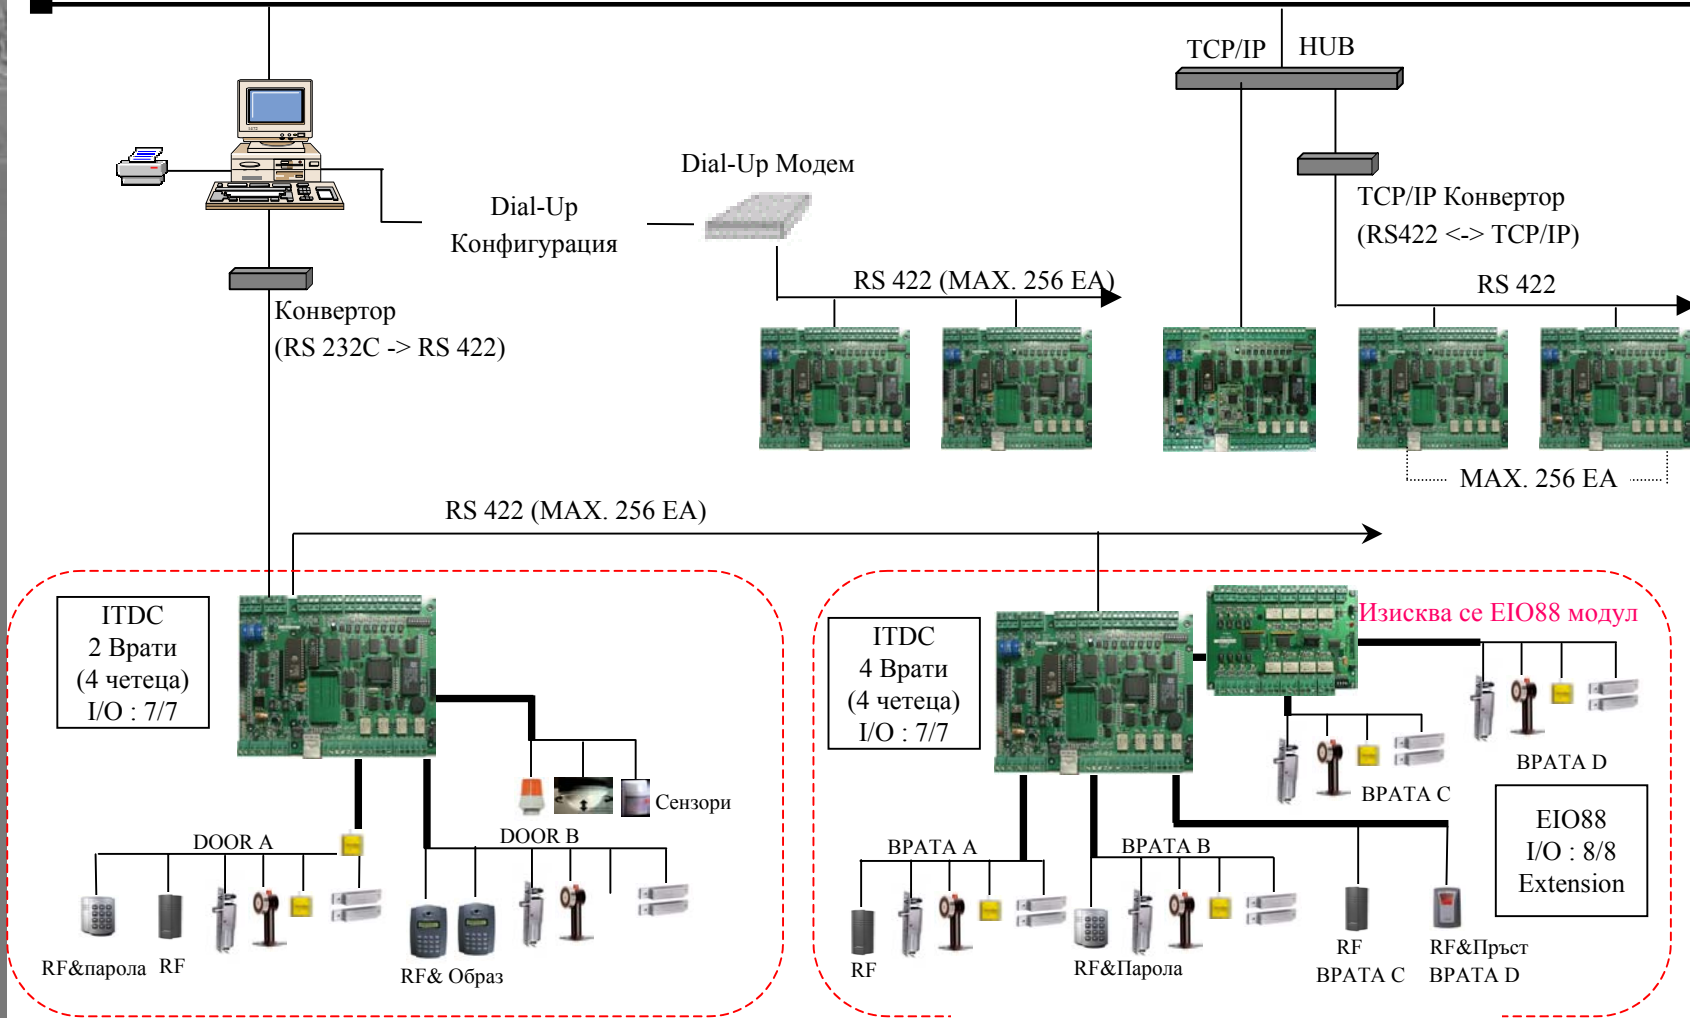 TCP/IP
HUB
Dial-Up Модем
Dial-Up
Конфигурация
TCP/IP Конвертор
(RS422 <-> TCP/IP)
RS 422 (MAX. 256 EA)
RS 422
Конвертор
(RS 232C -> RS 422)
MAX. 256 EA
RS 422 (MAX. 256 EA)
ITDC
2 Врати
(4 четеца)
I/O : 7/7
Сензори
DOOR A
DOOR B
RF&парола
RF
RF& Образ
ITDC
4 Врати
(4 четеца)
I/O : 7/7
Изисква се EIO88 модул
ВРАТА D
ВРАТА C
EIO88
I/O : 8/8
Extension
ВРАТА A
ВРАТА B
RF
RF&Парола
RF
ВРАТА C
RF&Пръст
ВРАТА D